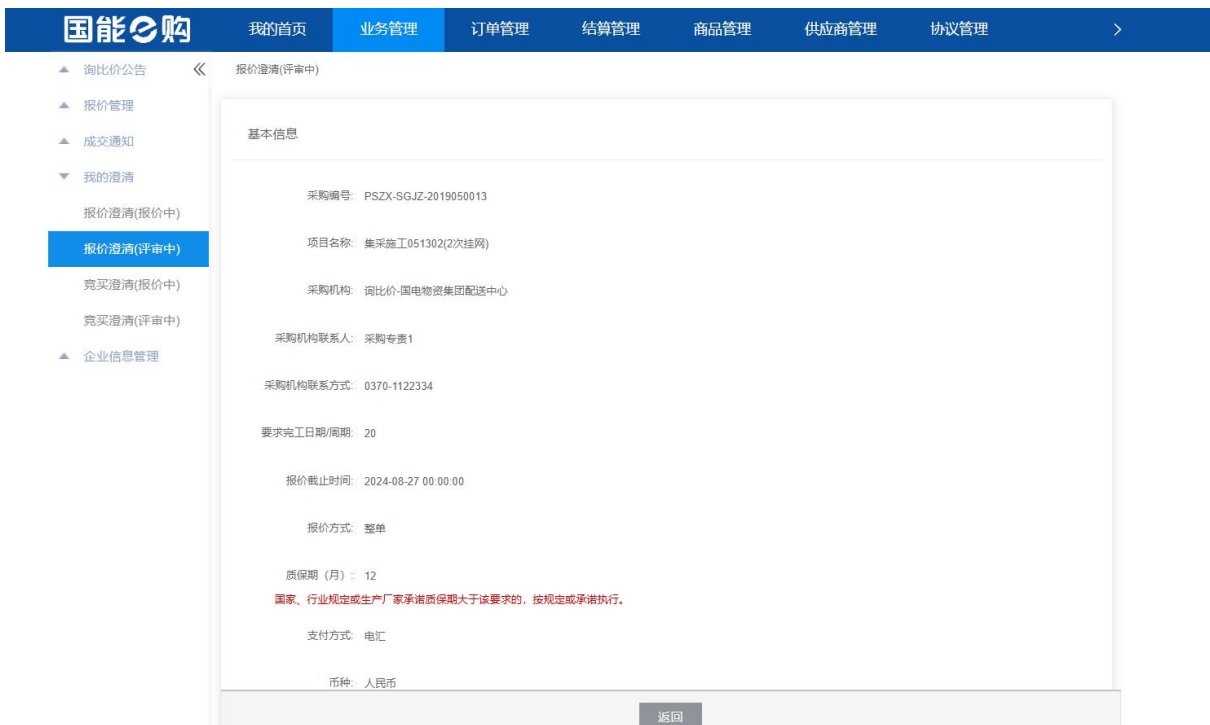 国能e购 我的首页 业务管理 订单管理 结算管理 商品管理 供应商管理 协议管理 >
询比价公告 《
报价管理
成交通知
我的澄清
报价澄清(报价中)
报价澄清(评审中)
竞买澄清(报价中)
竞买澄清(评审中)
企业信息管理
报价澄清(评审中)
基本信息
采购编号: PSZX-SGJZ-2019050013
项目名称: 集采施工051302(2次挂网)
采购机构: 询比价-国电物资集团配送中心
采购机构联系人: 采购专责1
采购机构联系方式: 0370-1122334
要求完工日期/周期: 20
报价截止时间: 2024-08-27 00:00:00
报价方式: 整单
质保期（月）: 12
国家、行业规定或生产厂家承诺质保期大于该要求的，按规定或承诺执行。
支付方式: 电汇
币种: 人民币
返回